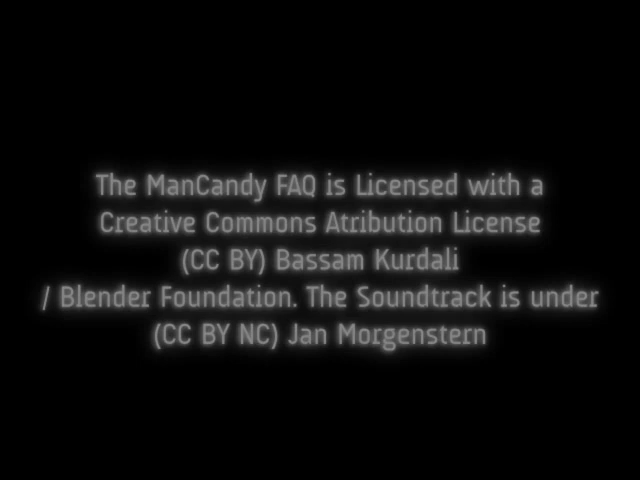 The ManCandy FAQ is Licensed with a
Creative Commons Atribution License
(CC BY) Bassam Kurdali
/ Blender Foundation. The Soundtrack is under
(CC BY NC) Jan Morgenstern